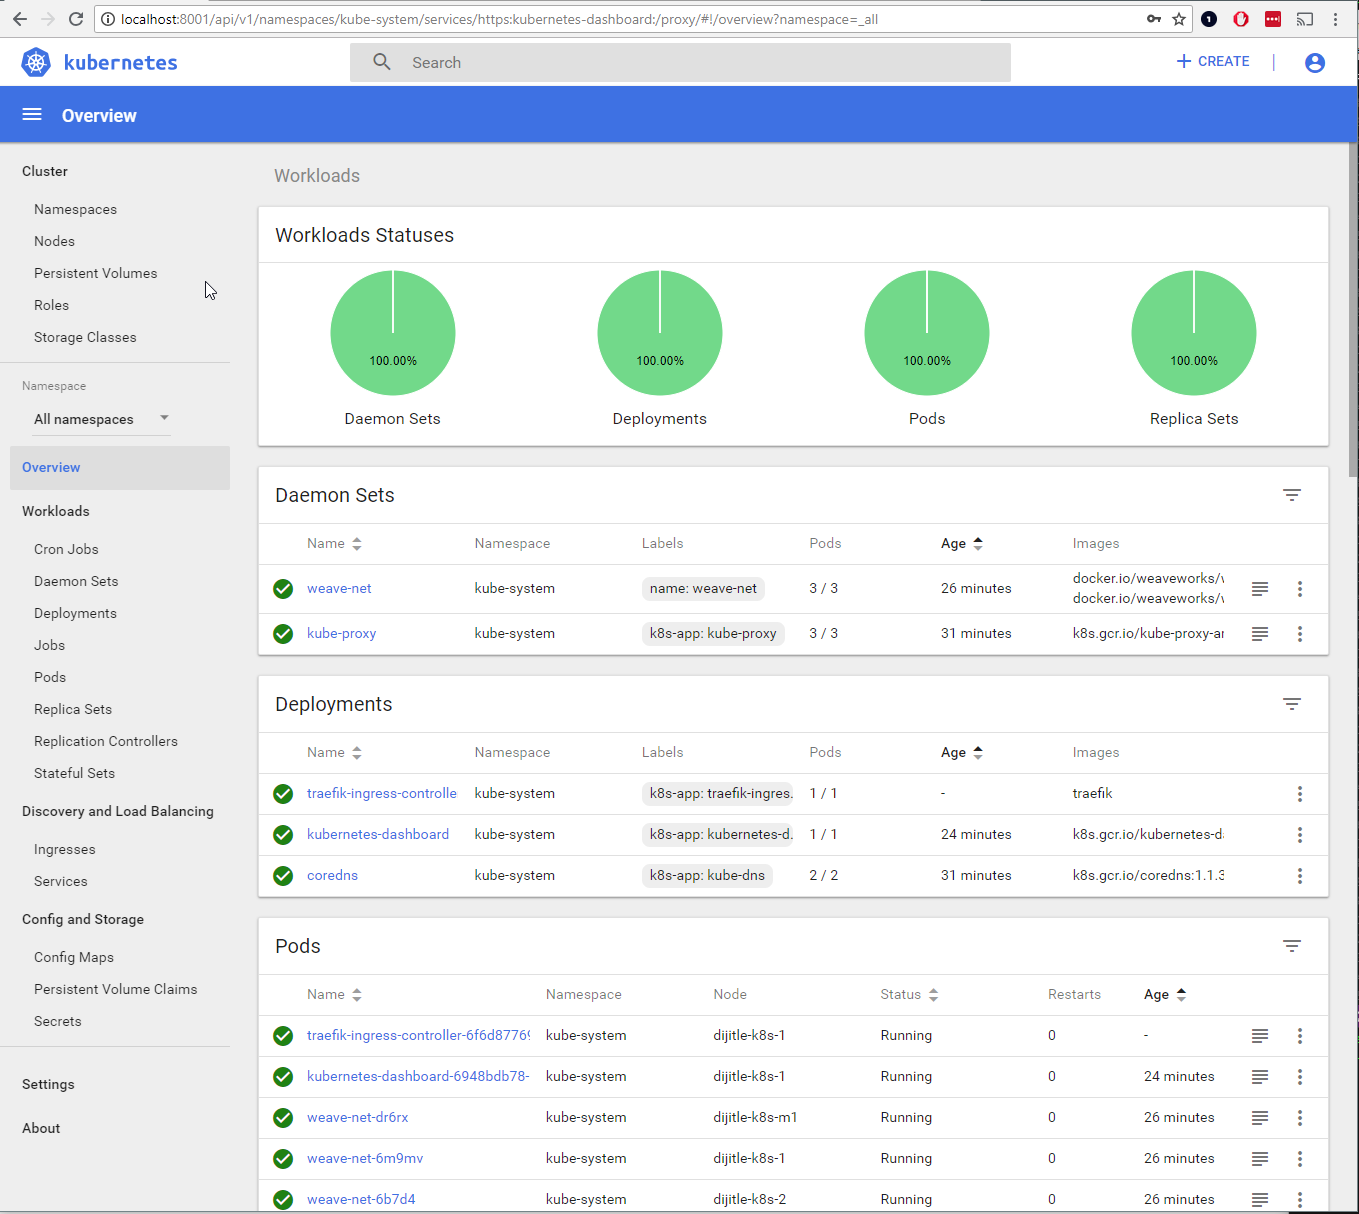 localhost:8001/api/v1/namespaces/kube-system/services/https:kubernetes-dashboard:/proxy/#!/overview?namespace=_all
kubernetes
Search
CREATE
Overview
Cluster
Namespaces
Nodes
Persistent Volumes
Roles
Storage Classes
Namespace
All namespaces
Overview
Workloads
Cron Jobs
Daemon Sets
Deployments
Jobs
Pods
Replica Sets
Replication Controllers
Stateful Sets
Discovery and Load Balancing
Ingresses
Services
Config and Storage
Config Maps
Persistent Volume Claims
Secrets
Settings
About
Workloads
Workloads Statuses
100.00% 100.00% 100.00% 100.00%
Daemon Sets Deployments Pods Replica Sets
Daemon Sets
Name Namespace Labels Pods Age Images
weave-net kube-system name: weave-net 3 / 3 26 minutes docker.io/weaveworks/
docker.io/weaveworks/
kube-proxy kube-system k8s-app: kube-proxy 3 / 3 31 minutes k8s.gcr.io/kube-proxy-ar
Deployments
Name Namespace Labels Pods Age Images
traefik-ingress-controlle kube-system k8s-app: traefik-ingres. 1 / 1 - traefik
kubernetes-dashboard kube-system k8s-app: kubernetes-d. 1 / 1 24 minutes k8s.gcr.io/kubernetes-d
coredns kube-system k8s-app: kube-dns 2 / 2 31 minutes k8s.gcr.io/coredns:1.1.3
Pods
Name Namespace Node Status Restarts Age
traefik-ingress-controller-6f6d8776 kube-system dijitle-k8s-1 Running 0 -
kubernetes-dashboard-6948bdb78- kube-system dijitle-k8s-1 Running 0 24 minutes
weave-net-dr6rx kube-system dijitle-k8s-m1 Running 0 26 minutes
weave-net-6m9mv kube-system dijitle-k8s-1 Running 0 26 minutes
weave-net-6b7d4 kube-system dijitle-k8s-2 Running 0 26 minutes